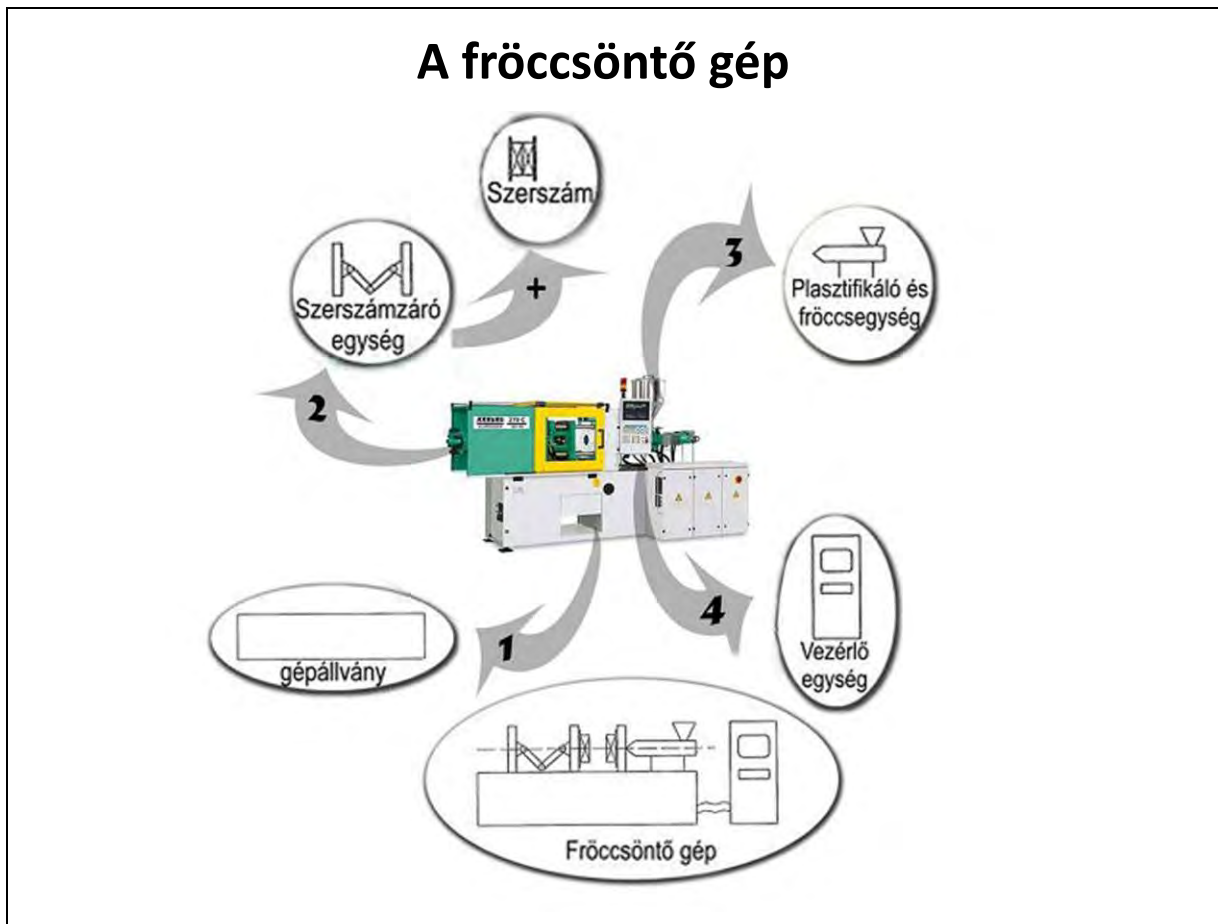 A fröccsöntő gép
Szerszám
Szerszámzáró
egység
+
3
Plasztifikáló és
fröccsegység
2
4
Vezérlő
egység
1
gépállvány
Fröccsöntő gép